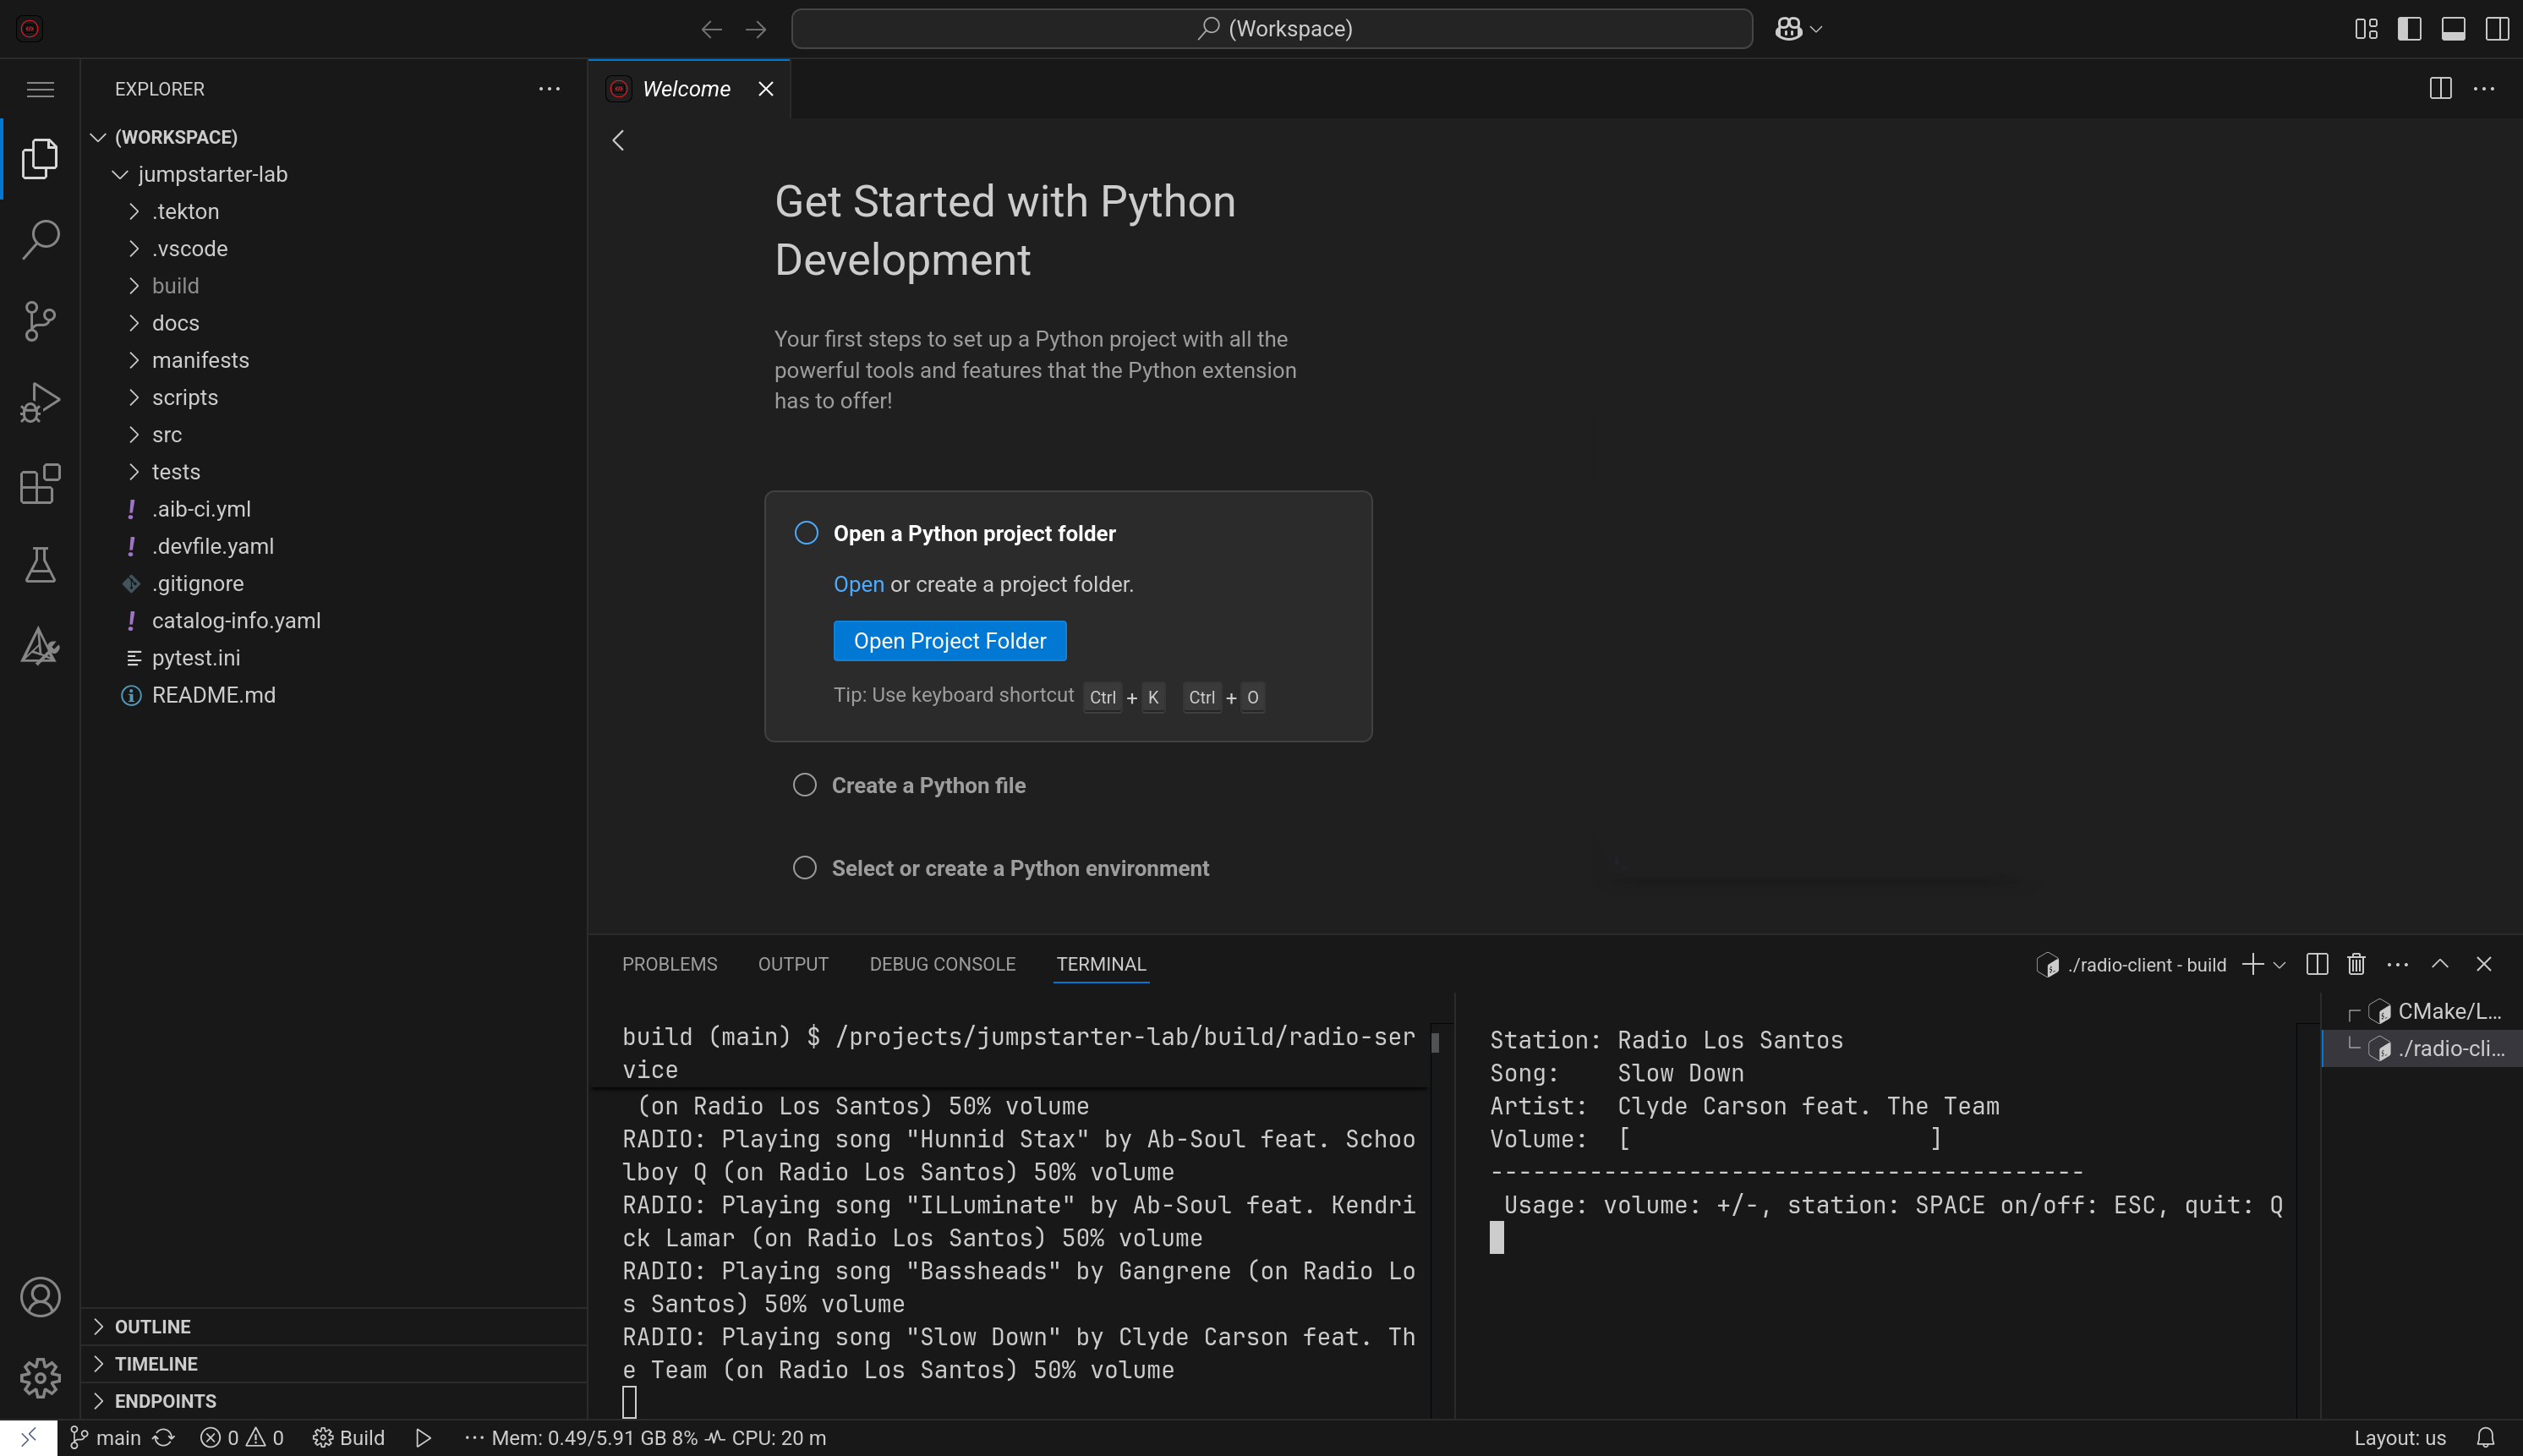 (Workspace)
EXPLORER
(WORKSPACE)
jumpstarter-lab
.tekton
.vscode
build
docs
manifests
scripts
src
tests
.aib-ci.yml
.devfile.yaml
.gitignore
catalog-info.yaml
pytest.ini
README.md
OUTLINE
TIMELINE
ENDPOINTS
Welcome
Get Started with Python
Development
Your first steps to set up a Python project with all the
powerful tools and features that the Python extension
has to offer!
Open a Python project folder
Open or create a project folder.
Open Project Folder
Tip: Use keyboard shortcut Ctrl + K Ctrl + O
Create a Python file
Select or create a Python environment
PROBLEMS OUTPUT DEBUG CONSOLE TERMINAL
./radio-client - build
build (main) $ /projects/jumpstarter-lab/build/radio-ser
vice
(on Radio Los Santos) 50% volume
RADIO: Playing song "Hunnid Stax" by Ab-Soul feat. Schoo
lboy Q (on Radio Los Santos) 50% volume
RADIO: Playing song "ILLuminate" by Ab-Soul feat. Kendri
ck Lamar (on Radio Los Santos) 50% volume
RADIO: Playing song "Bassheads" by Gangrene (on Radio Lo
s Santos) 50% volume
RADIO: Playing song "Slow Down" by Clyde Carson feat. Th
e Team (on Radio Los Santos) 50% volume
Station: Radio Los Santos
Song: Slow Down
Artist: Clyde Carson feat. The Team
Volume: [ ]
------------------------------------------
Usage: volume: +/-, station: SPACE on/off: ESC, quit: Q
CMake/L...
./radio-cli...
main 0 0 Build ··· Mem: 0.49/5.91 GB 8% CPU: 20 m
Layout: us